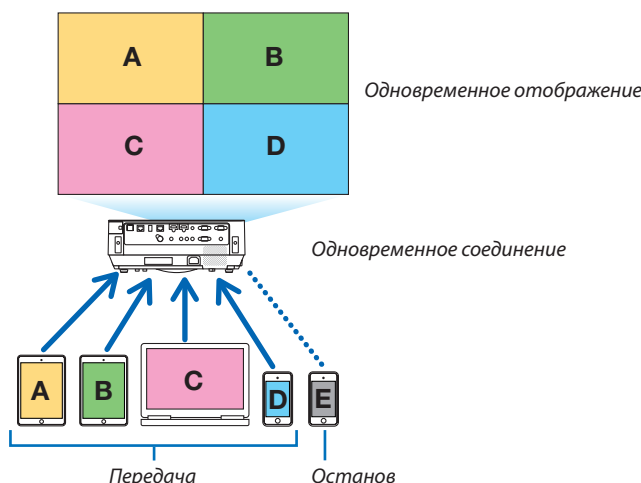 A B
Одновременное отображение
C D
Одновременное соединение
A B C D E
Передача Останов